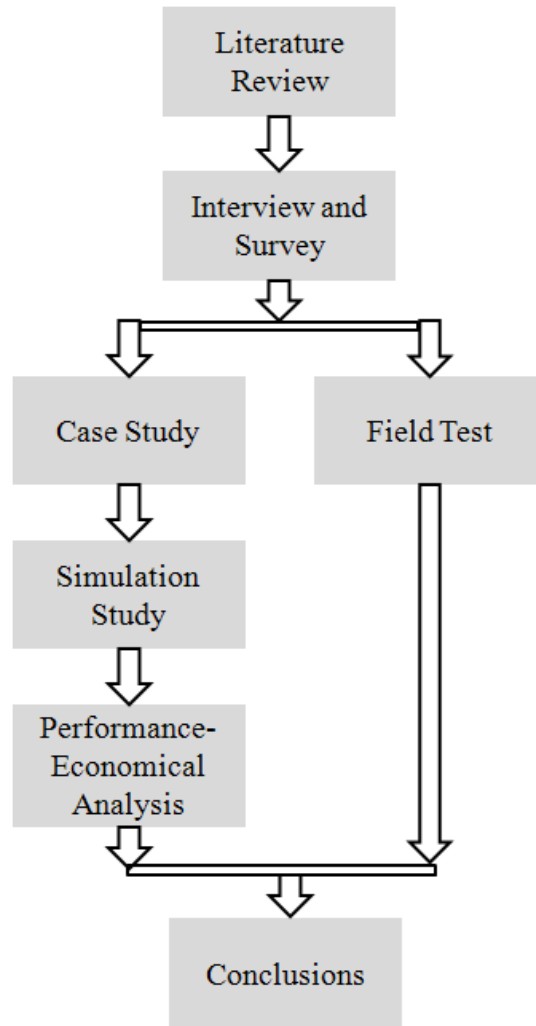 Literature
Review
Interview and
Survey
Case Study
Field Test
Simulation
Study
Performance-
Economical
Analysis
Conclusions